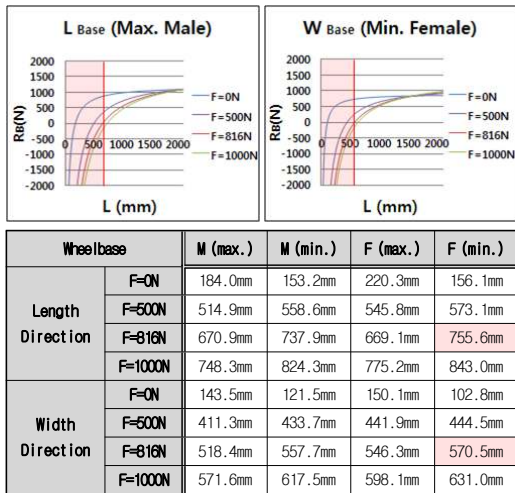 L Base (Max. Male)
2000
1500
1000
500
0
-500
-1000
-1500
-2000
0 500 1000 1500 2000
RB(N)
L (mm)
F=0N
F=500N
F=816N
F=1000N
W Base (Min. Female)
2000
1500
1000
500
0
-500
-1000
-1500
-2000
0 500 1000 1500 2000
RB(N)
L (mm)
F=0N
F=500N
F=816N
F=1000N
Wheelbase M (max.) M (min.) F (max.) F (min.)
Length Direction
F=0N 184.0mm 153.2mm 220.3mm 156.1mm
F=500N 514.9mm 558.6mm 545.8mm 573.1mm
F=816N 670.9mm 737.9mm 669.1mm 755.6mm
F=1000N 748.3mm 824.3mm 775.2mm 843.0mm
Width Direction
F=0N 143.5mm 121.5mm 150.1mm 102.8mm
F=500N 411.3mm 433.7mm 441.9mm 444.5mm
F=816N 518.4mm 557.7mm 546.3mm 570.5mm
F=1000N 571.6mm 617.5mm 598.1mm 631.0mm